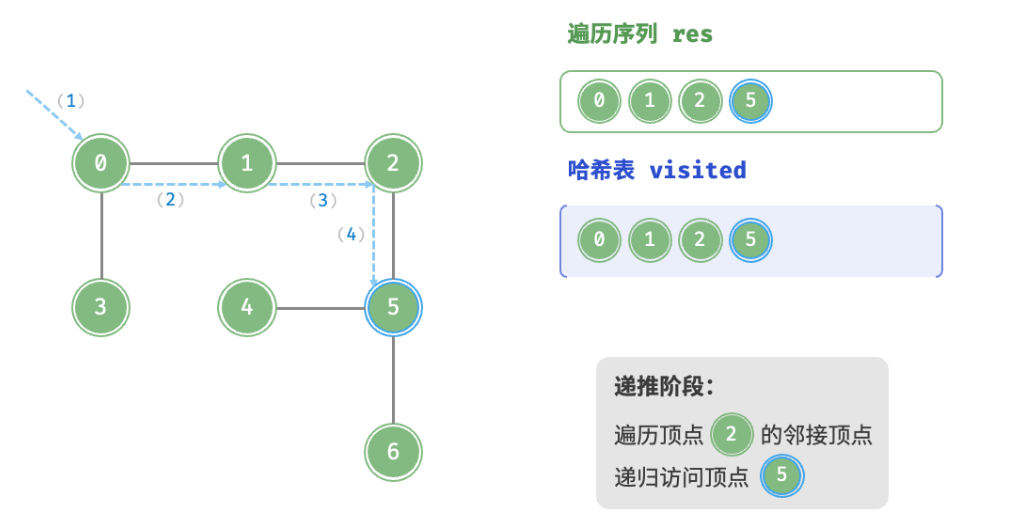 遍历序列 res
0 1 2 5
哈希表 visited
0 1 2 5
(1)
0 1 2
(2) (3)
(4)
3 4 5
6
递推阶段：
遍历顶点 2 的邻接顶点
递归访问顶点 5